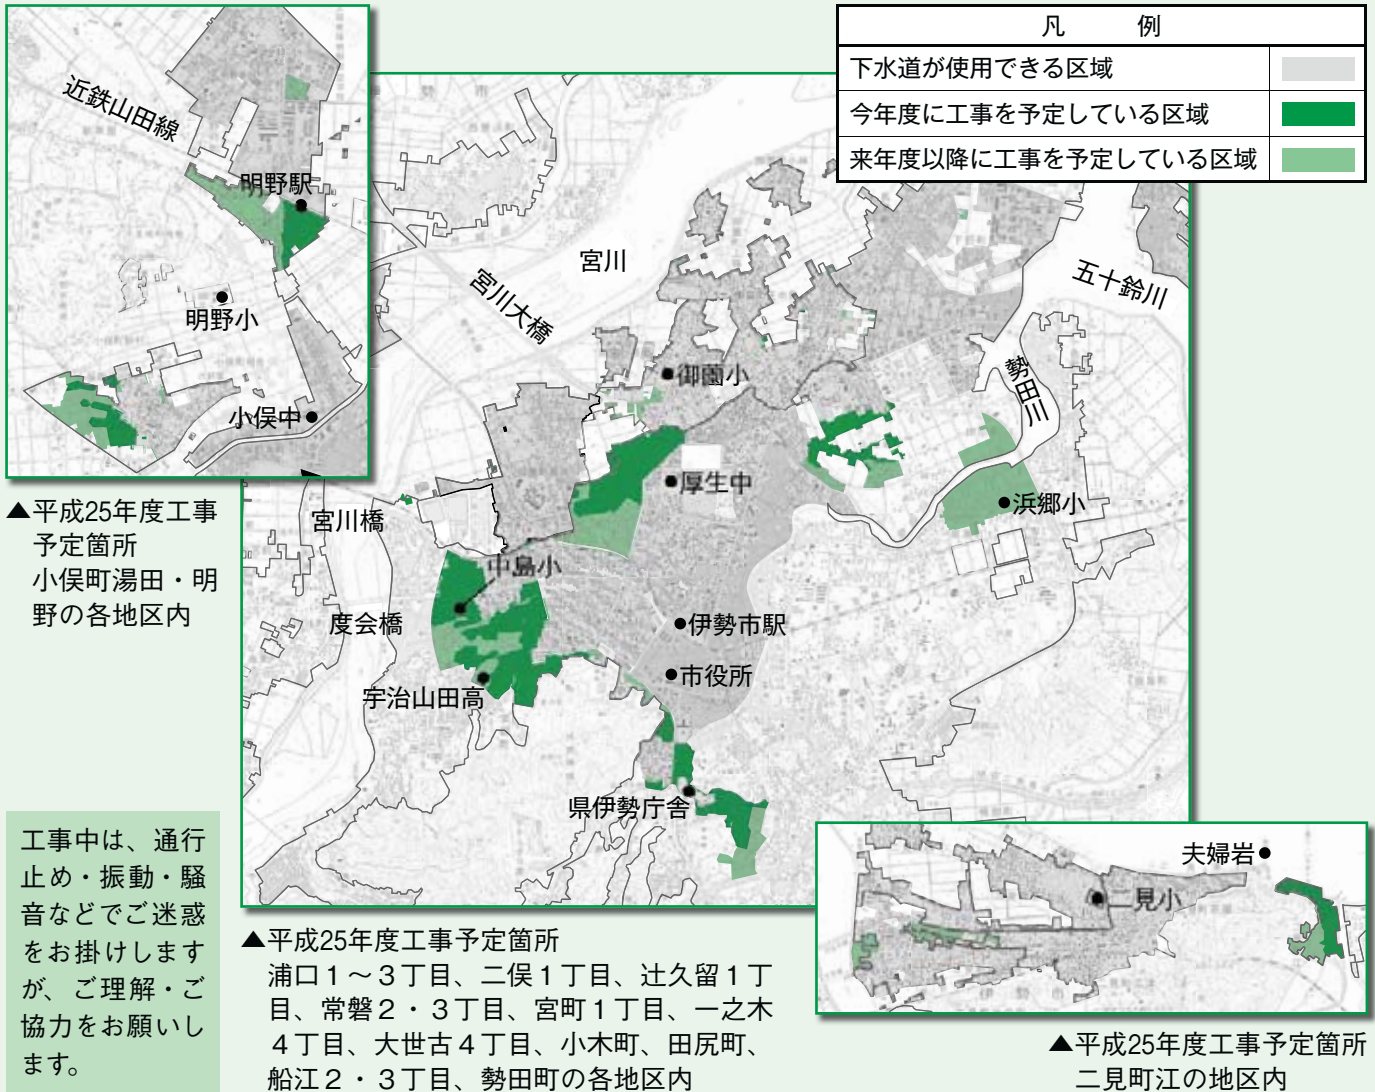 凡　例
下水道が使用できる区域
今年度に工事を予定している区域
来年度以降に工事を予定している区域
近鉄山田線
明野駅
明野小
小俣中
▲平成25年度工事
予定箇所
小俣町湯田・明
野の各地区内
宮川
宮川大橋
五十鈴川
勢田川
御薗小
厚生中
浜郷小
宮川橋
中島小
度会橋
伊勢市駅
市役所
宇治山田高
県伊勢庁舎
工事中は、通行
止め・振動・騒
音などでご迷惑
をお掛けします
が、ご理解・ご
協力をお願いし
ます。
▲平成25年度工事予定箇所
浦口１～３丁目、二俣１丁目、辻久留１丁
目、常磐２・３丁目、宮町１丁目、一之木
４丁目、大世古４丁目、小木町、田尻町、
船江２・３丁目、勢田町の各地区内
夫婦岩
二見小
▲平成25年度工事予定箇所
二見町江の地区内